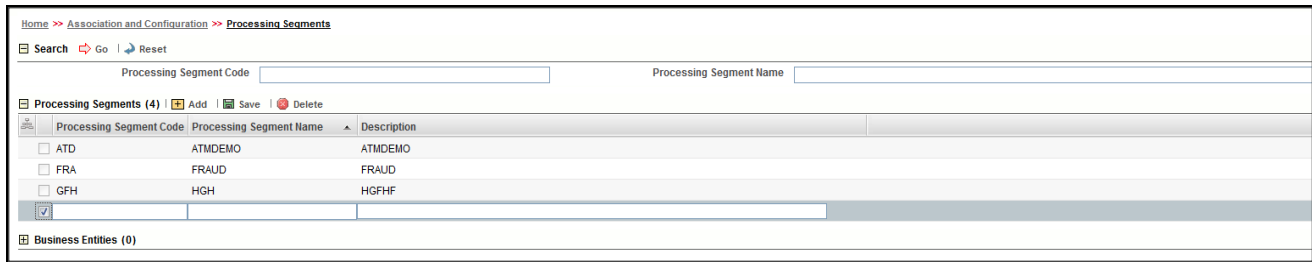 Home >> Association and Configuration >> Processing Segments
Search Go | Reset
Processing Segment Code Processing Segment Name
Processing Segments (4) | Add | Save | Delete
Processing Segment Code Processing Segment Name Description
ATD ATMDEMO ATMDEMO
FRA FRAUD FRAUD
GFH HGH HGFHF
Business Entities (0)